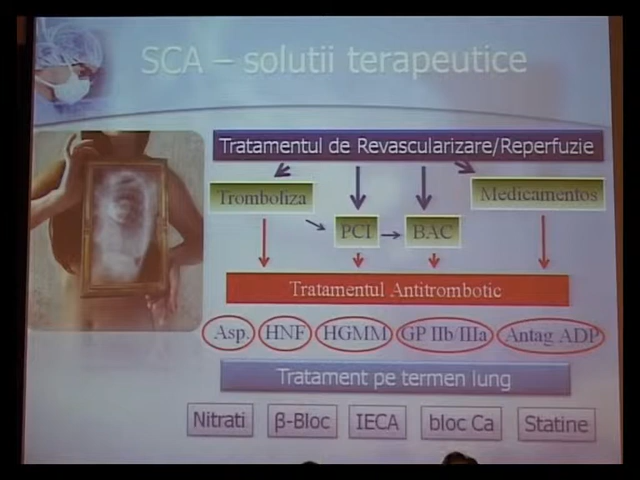 SCA – solutii terapeutice
Tratamentul de Revascularizare/Reperfuzie
Tromboliza
Medicamentos
PCI
BAC
Tratamentul Antitrombotic
Asp. HNF HGMM GP IIb/IIIa Antag ADP
Tratament pe termen lung
Nitrati β-Bloc IECA bloc Ca Statine